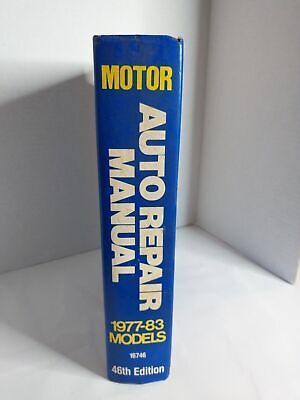 MOTOR
AUTO REPAIR
MANUAL
1977-83
MODELS
16746
46th Edition